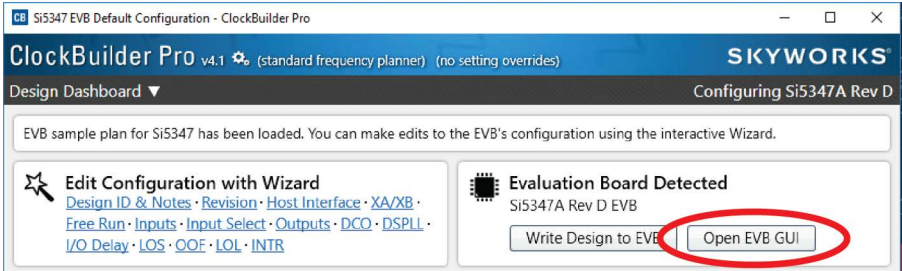 CB Si5347 EVB Default Configuration - ClockBuilder Pro
ClockBuilder Pro v4.1 (standard frequency planner) (no setting overrides) SKYWORKS®
Design Dashboard ▼ Configuring Si5347A Rev D
EVB sample plan for Si5347 has been loaded. You can make edits to the EVB's configuration using the interactive Wizard.
Edit Configuration with Wizard
Design ID & Notes · Revision · Host Interface · XA/XB ·
Free Run · Inputs · Input Select · Outputs · DCO · DSPLL ·
I/O Delay · LOS · OOF · LOL · INTR
Evaluation Board Detected
Si5347A Rev D EVB
Write Design to EVB Open EVB GUI